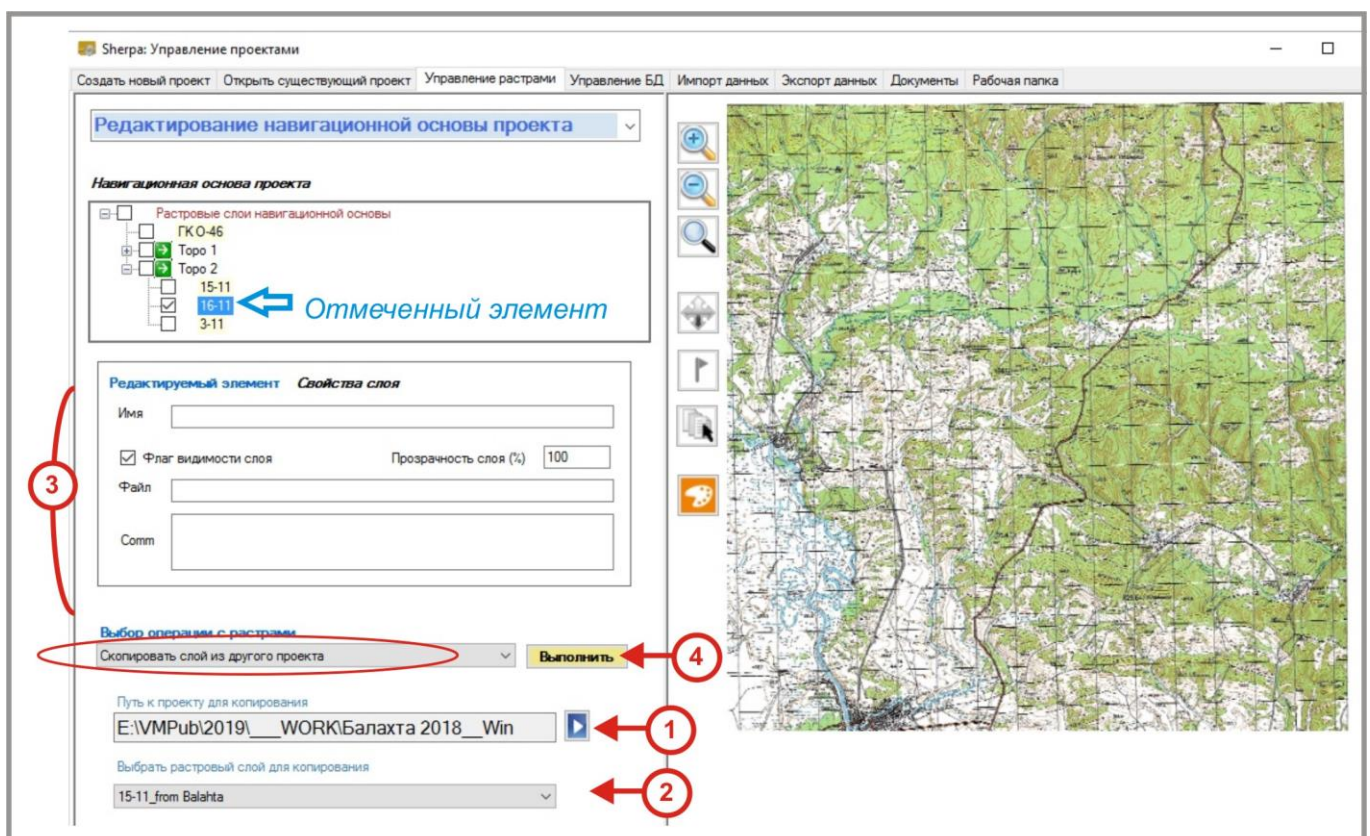 Sherpa: Управление проектами
Создать новый проект Открыть существующий проект Управление растрами Управление БД Импорт данных Экспорт данных Документы Рабочая папка
Редактирование навигационной основы проекта
Навигационная основа проекта
Растровые слои навигационной основы
ГК О-46
Topo 1
Topo 2
15-11
16-11 Отмеченный элемент
3-11
Редактируемый элемент Свойства слоя
Имя
Флаг видимости слоя Прозрачность слоя (%) 100
3
Файл
Comm
Выбор операции с растрами
Скопировать слой из другого проекта Выполнить 4
Путь к проекту для копирования
E:\VMPub\2019\___WORK\Балахта 2018__Win 1
Выбрать растровый слой для копирования
15-11_from Balahta 2